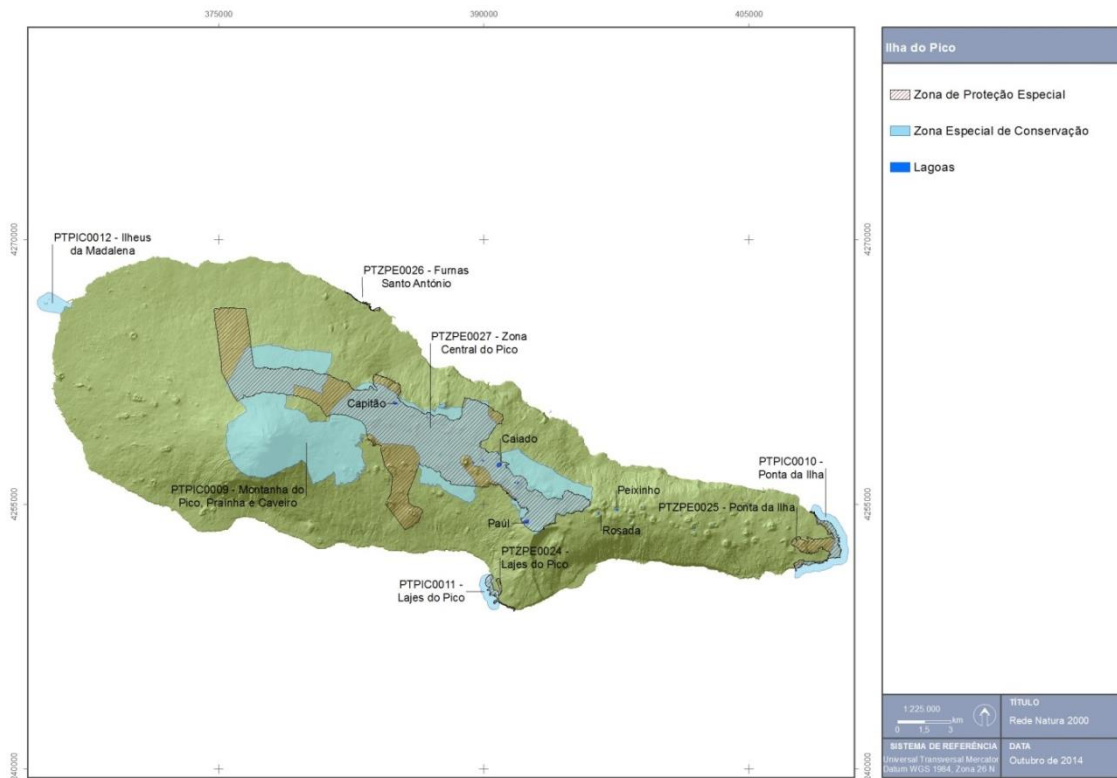 375000
390000
405000
Ilha do Pico
Zona de Proteção Especial
Zona Especial de Conservação
Lagoas
4270000
4270000
PTPIC0012 - Ilheus
da Madalena
PTZPE0026 - Furnas
Santo António
PTZPE0027 - Zona
Central do Pico
Capitão
Caiado
PTPIC0010 -
Ponta da Ilha
PTPIC0009 - Montanha do
Pico, Prainha e Caveiro
Peixinho
PTZPE0025 - Ponta da Ilha
4255000
4255000
Paúl
Rosada
PTZPE0024 -
Lajes do Pico
PTPIC0011 -
Lajes do Pico
1:225.000
km
0 1,5 3
TÍTULO
Rede Natura 2000
SISTEMA DE REFERÊNCIA
Universal Transversal Mercator
Datum WGS 1984, Zona 26 N
DATA
Outubro de 2014